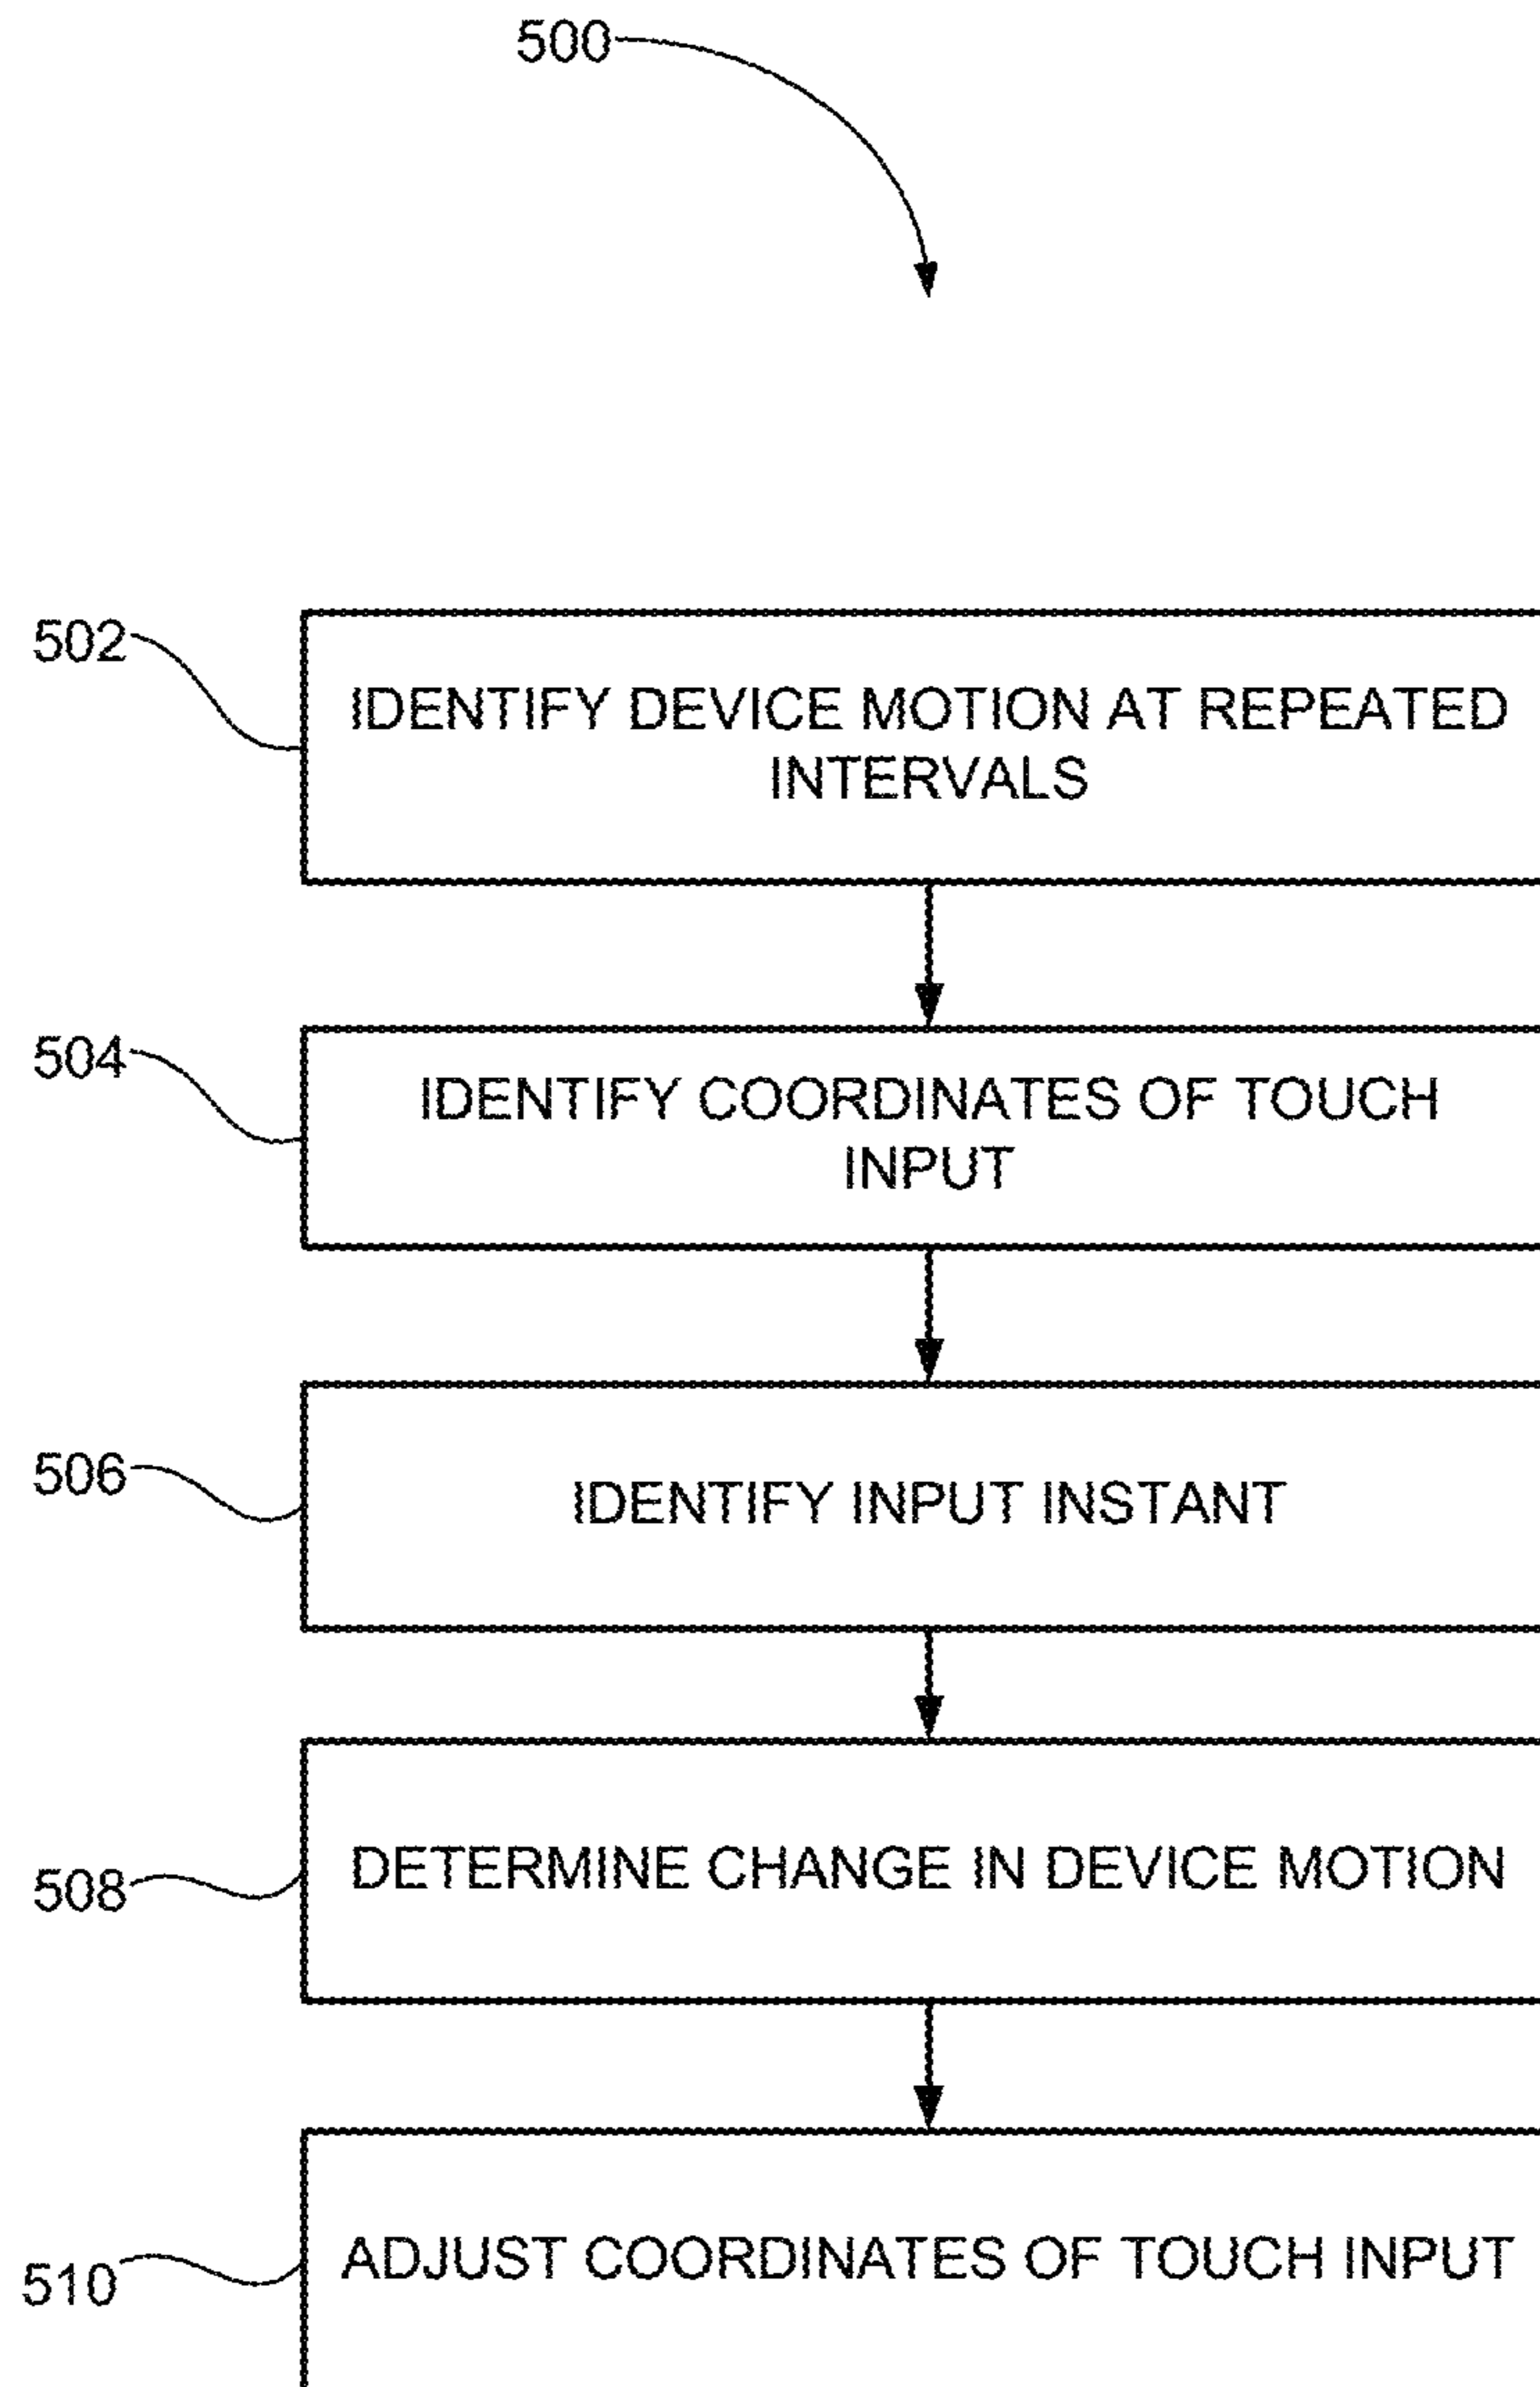 500
502
IDENTIFY DEVICE MOTION AT REPEATED
INTERVALS
504
IDENTIFY COORDINATES OF TOUCH
INPUT
506
IDENTIFY INPUT INSTANT
508
DETERMINE CHANGE IN DEVICE MOTION
510
ADJUST COORDINATES OF TOUCH INPUT